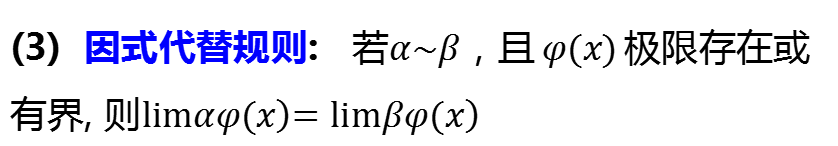 (3) 因式代替规则: 若α~β , 且 φ(x) 极限存在或
有界, 则limαφ(x)= limβφ(x)